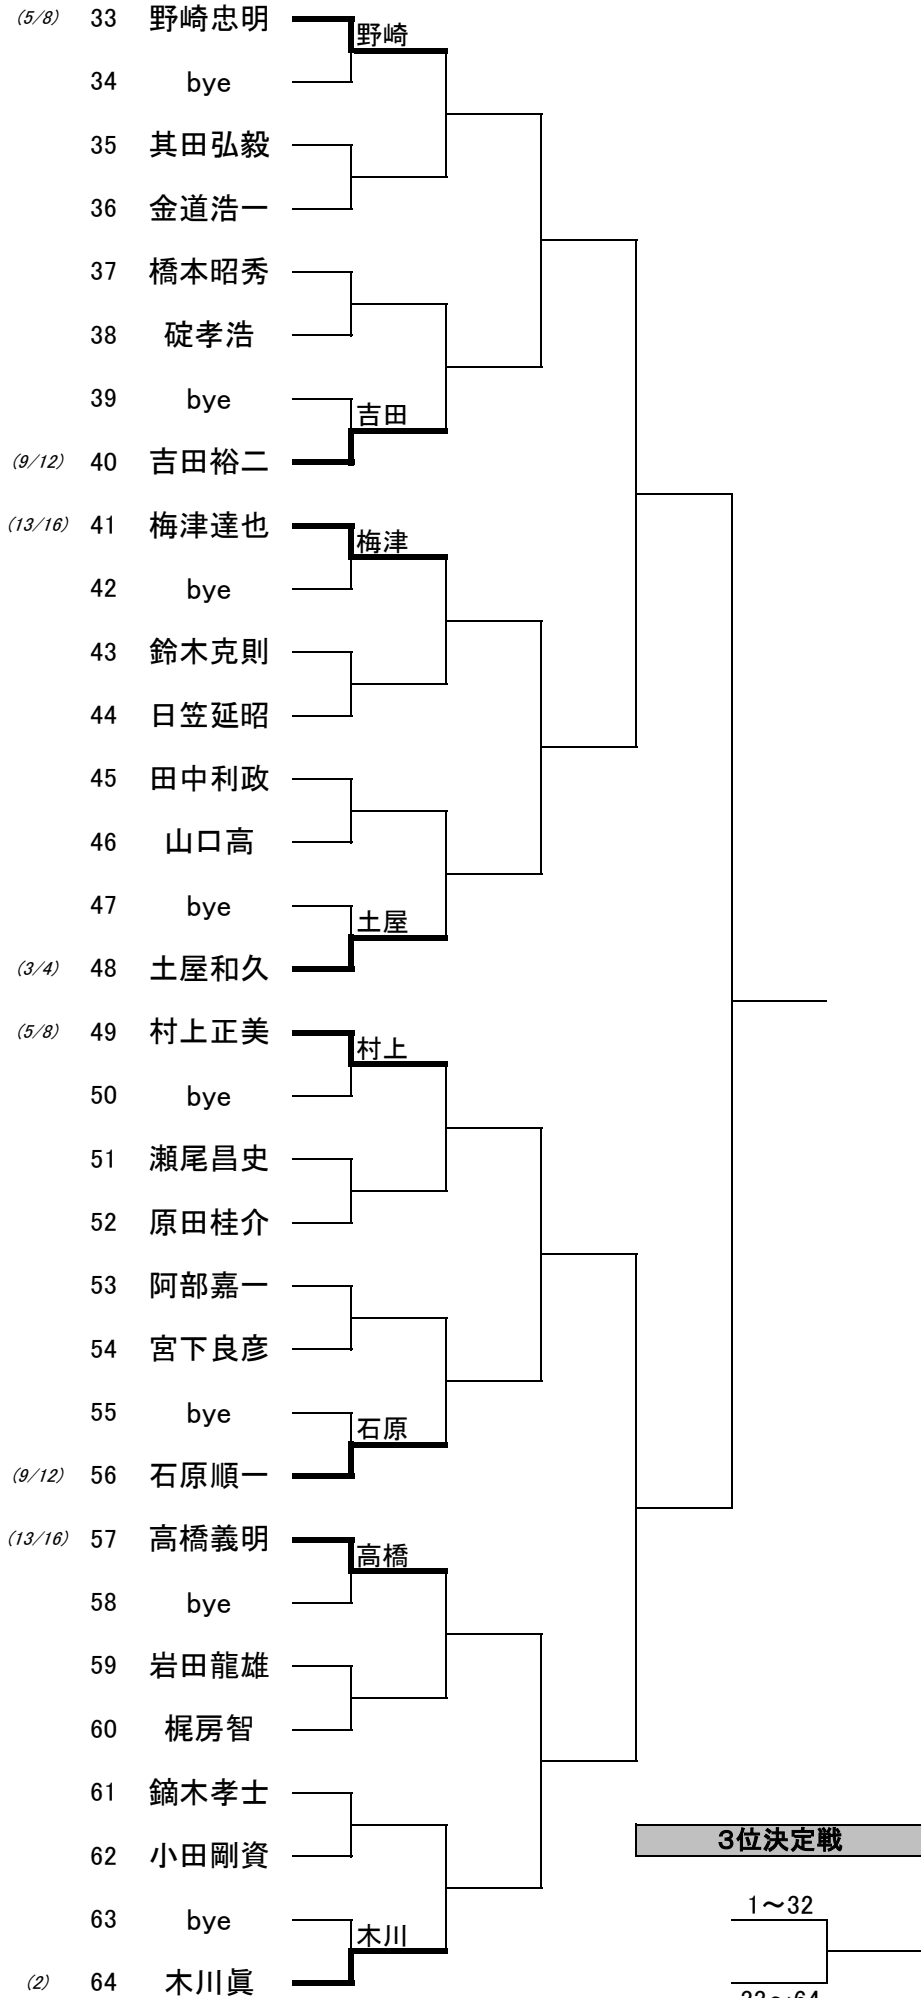 (5/8) 33 野崎忠明
野崎
34 bye
35 其田弘毅
36 金道浩一
37 橋本昭秀
38 碇孝浩
39 bye
吉田
(9/12) 40 吉田裕二
(13/16) 41 梅津達也
梅津
42 bye
43 鈴木克則
44 日笠延昭
45 田中利政
46 山口高
47 bye
土屋
(3/4) 48 土屋和久
(5/8) 49 村上正美
村上
50 bye
51 瀬尾昌史
52 原田桂介
53 阿部嘉一
54 宮下良彦
55 bye
石原
(9/12) 56 石原順一
(13/16) 57 高橋義明
高橋
58 bye
59 岩田龍雄
60 梶房智
61 鏑木孝士
3位決定戦
62 小田剛資
1～32
63 bye
木川
(2) 64 木川眞
33～64